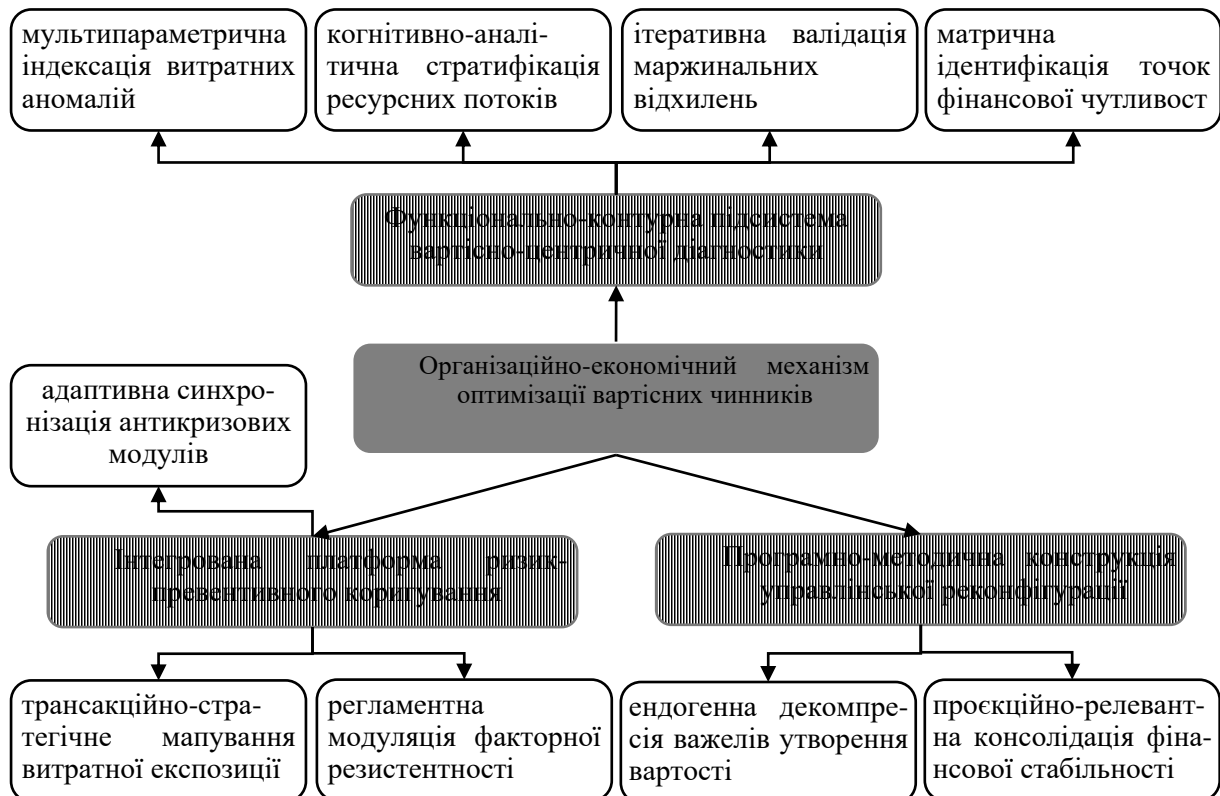 мультипараметрична
індексація витратних
аномалій
когнітивно-аналі-
тична стратифікація
ресурсних потоків
ітеративна валідація
маржинальних
відхилень
матрична
ідентифікація точок
фінансової чутливост
Функціонально-контурна підсистема
вартісно-центричної діагностики
Організаційно-економічний механізм
оптимізації вартісних чинників
адаптивна синхро-
нізація антикризових
модулів
Інтегрована платформа ризик-
превентивного коригування
Програмно-методична конструкція
управлінської реконфігурації
трансакційно-стра-
тегічне мапування
витратної експозиції
регламентна
модуляція факторної
резистентності
ендогенна декомпре-
сія важелів утворення
вартості
проєкційно-релевант-
на консолідація фіна-
нсової стабільності